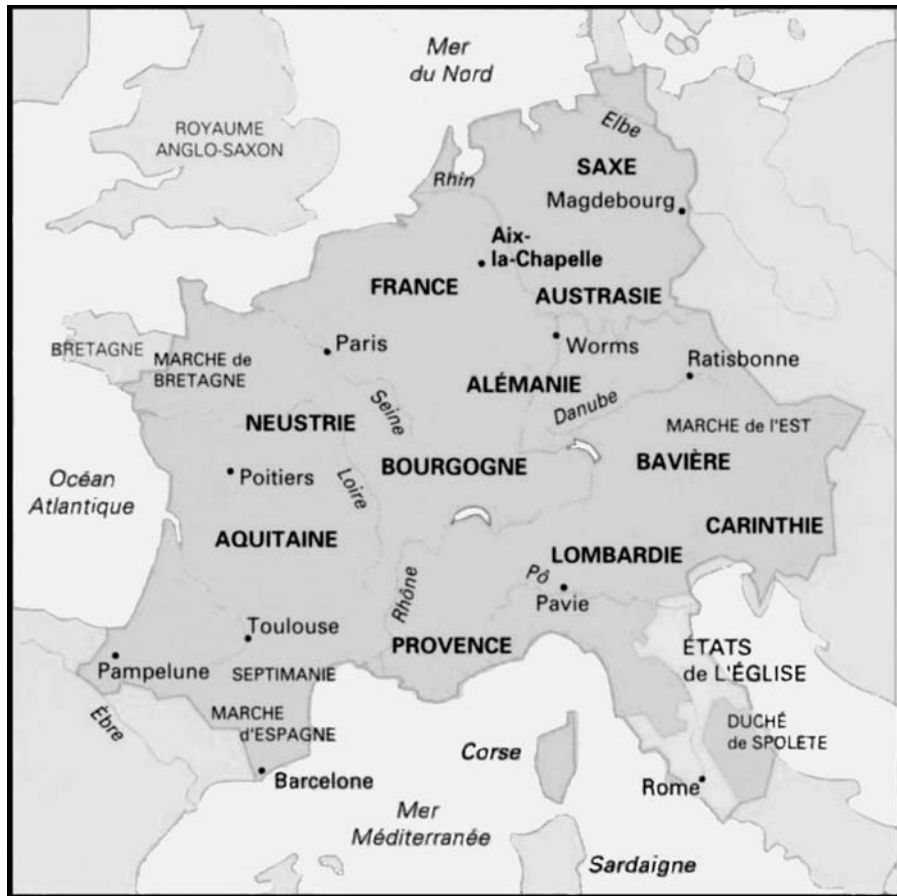 Mer
du Nord
ROYAUME
ANGLO-SAXON
Elbe
SAXE
Rhin
Magdebourg
Aix-
la-Chapelle
FRANCE
AUSTRASIE
BRETAGNE
MARCHE de
BRETAGNE
Paris
Worms
Ratisbonne
ALÉMANIE
Danube
Seine
NEUSTRIE
MARCHE de l'EST
BOURGOGNE
BAVIÈRE
Océan
Atlantique
Poitiers
Loire
AQUITAINE
CARINTHIE
LOMBARDIE
Rhône
Pô
Pavie
Toulouse
PROVENCE
ÉTATS
de L'ÉGLISE
Pampelune
SEPTIMANIE
Èbre
MARCHE
d'ESPAGNE
DUCHÉ
de SPOLETE
Corse
Barcelone
Rome
Mer
Méditerranée
Sardaigne